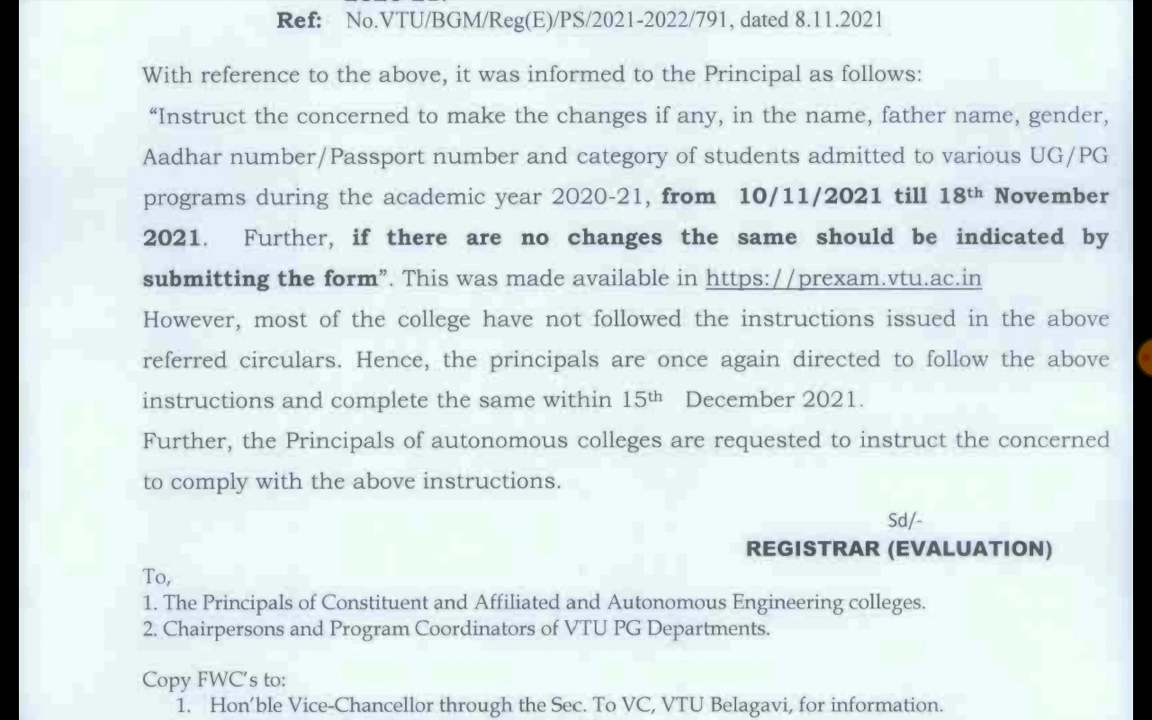 Ref: No.VTU/BGM/Reg(E)/PS/2021-2022/791, dated 8.11.2021
With reference to the above, it was informed to the Principal as follows:
“Instruct the concerned to make the changes if any, in the name, father name, gender,
Aadhar number/Passport number and category of students admitted to various UG/PG
programs during the academic year 2020-21, from 10/11/2021 till 18th November
2021. Further, if there are no changes the same should be indicated by
submitting the form”. This was made available in https://prexam.vtu.ac.in
However, most of the college have not followed the instructions issued in the above
referred circulars. Hence, the principals are once again directed to follow the above
instructions and complete the same within 15th December 2021.
Further, the Principals of autonomous colleges are requested to instruct the concerned
to comply with the above instructions.
Sd/-
REGISTRAR (EVALUATION)
To,
1. The Principals of Constituent and Affiliated and Autonomous Engineering colleges.
2. Chairpersons and Program Coordinators of VTU PG Departments.
Copy FWC's to:
1. Hon'ble Vice-Chancellor through the Sec. To VC, VTU Belagavi, for information.